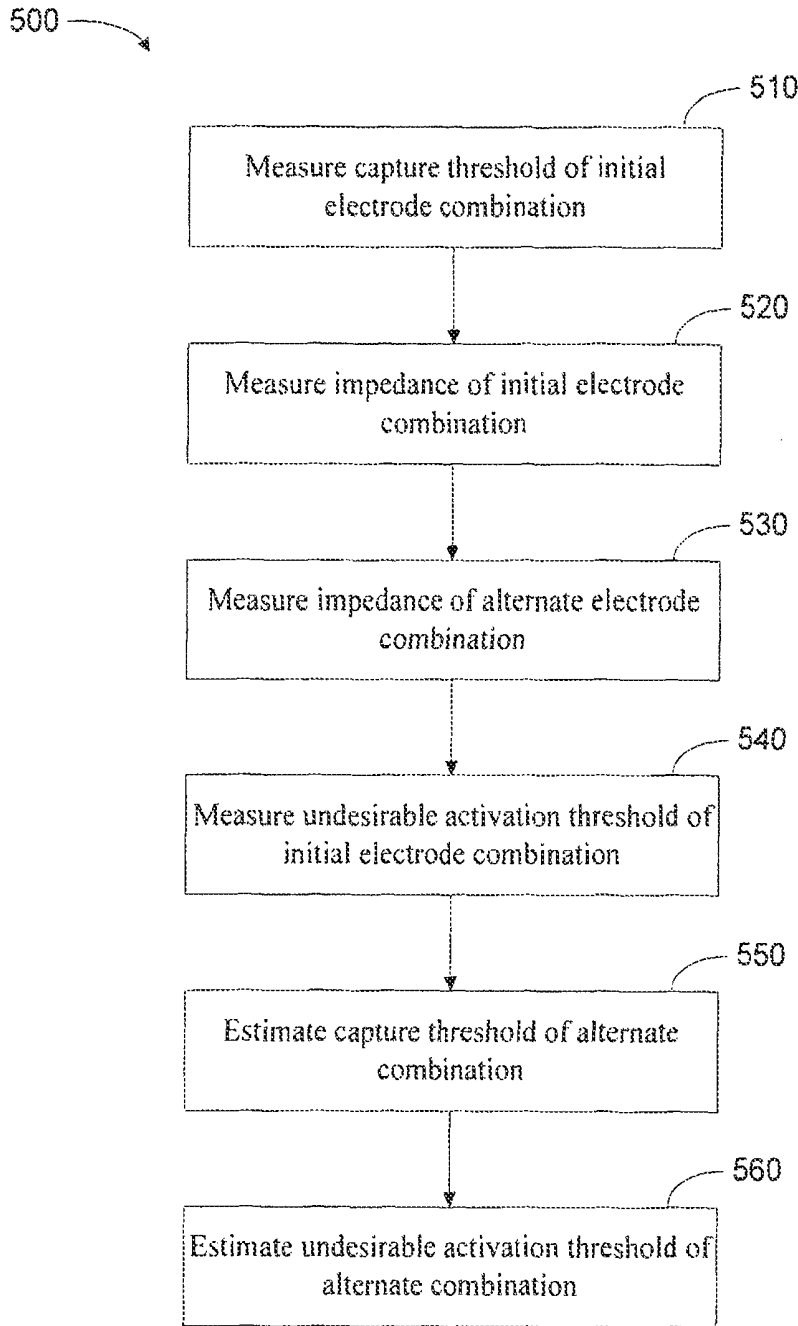 500
510
Measure capture threshold of initial
electrode combination
520
Measure impedance of initial electrode
combination
530
Measure impedance of alternate electrode
combination
540
Measure undesirable activation threshold of
initial electrode combination
550
Estimate capture threshold of alternate
combination
560
Estimate undesirable activation threshold of
alternate combination